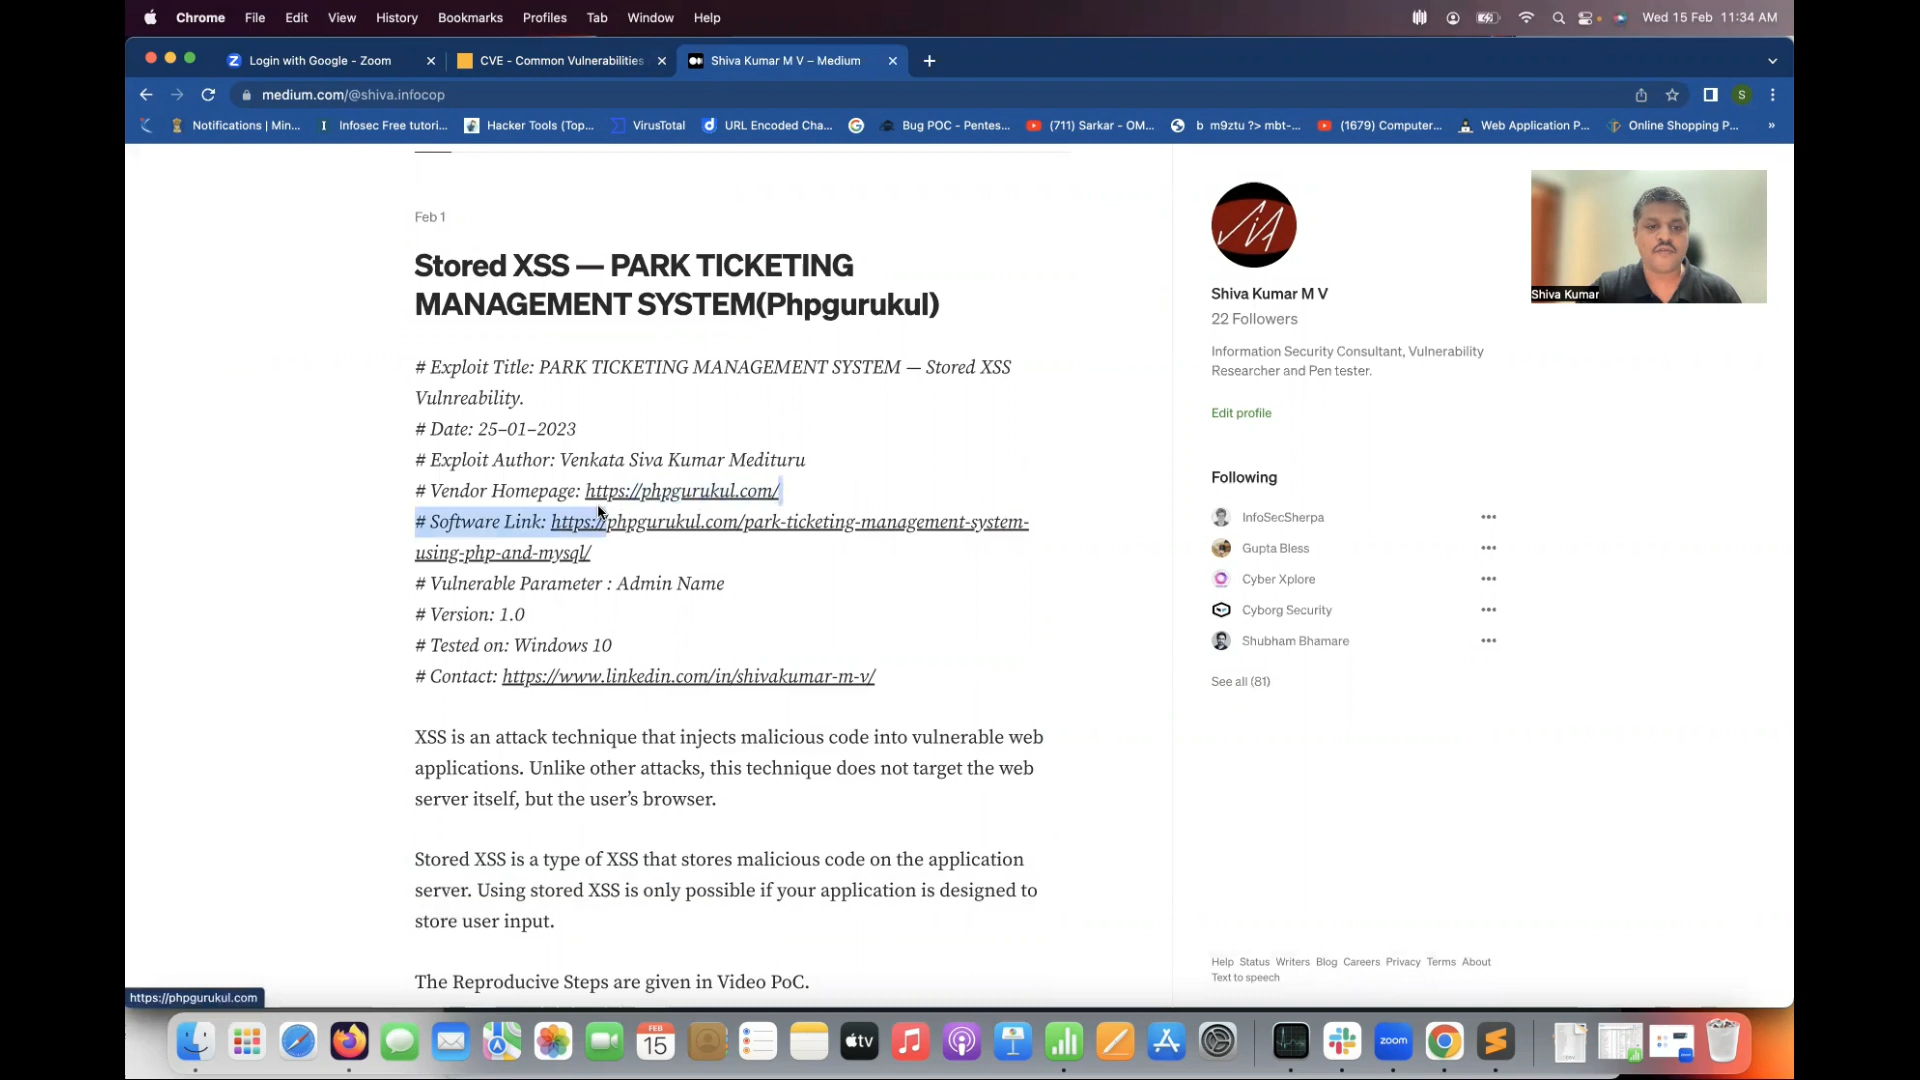 Chrome File Edit View History Bookmarks Profiles Tab Window Help Wed 15 Feb 11:34 AM
Login with Google - Zoom CVE - Common Vulnerabilities Shiva Kumar M V – Medium
medium.com/@shiva.infocop S
Notifications | Min... Infosec Free tutori... Hacker Tools (Top... VirusTotal URL Encoded Cha... Bug POC - Pentes... (711) Sarkar - OM... b m9ztu ?> mbt-... (1679) Computer... Web Application P... Online Shopping P... »
Feb 1
Stored XSS — PARK TICKETING
MANAGEMENT SYSTEM(Phpgurukul)
# Exploit Title: PARK TICKETING MANAGEMENT SYSTEM — Stored XSS
Vulnreability.
# Date: 25–01–2023
# Exploit Author: Venkata Siva Kumar Medituru
# Vendor Homepage: https://phpgurukul.com/
# Software Link: https://phpgurukul.com/park-ticketing-management-system-
using-php-and-mysql/
# Vulnerable Parameter : Admin Name
# Version: 1.0
# Tested on: Windows 10
# Contact: https://www.linkedin.com/in/shivakumar-m-v/
XSS is an attack technique that injects malicious code into vulnerable web
applications. Unlike other attacks, this technique does not target the web
server itself, but the user’s browser.
Stored XSS is a type of XSS that stores malicious code on the application
server. Using stored XSS is only possible if your application is designed to
store user input.
The Reproducive Steps are given in Video PoC.
Shiva Kumar M V
22 Followers
Information Security Consultant, Vulnerability
Researcher and Pen tester.
Edit profile
Following
InfoSecSherpa
Gupta Bless
Cyber Xplore
Cyborg Security
Shubham Bhamare
See all (81)
Help Status Writers Blog Careers Privacy Terms About
Text to speech
Shiva Kumar
https://phpgurukul.com
FEB
15
tv
zoom